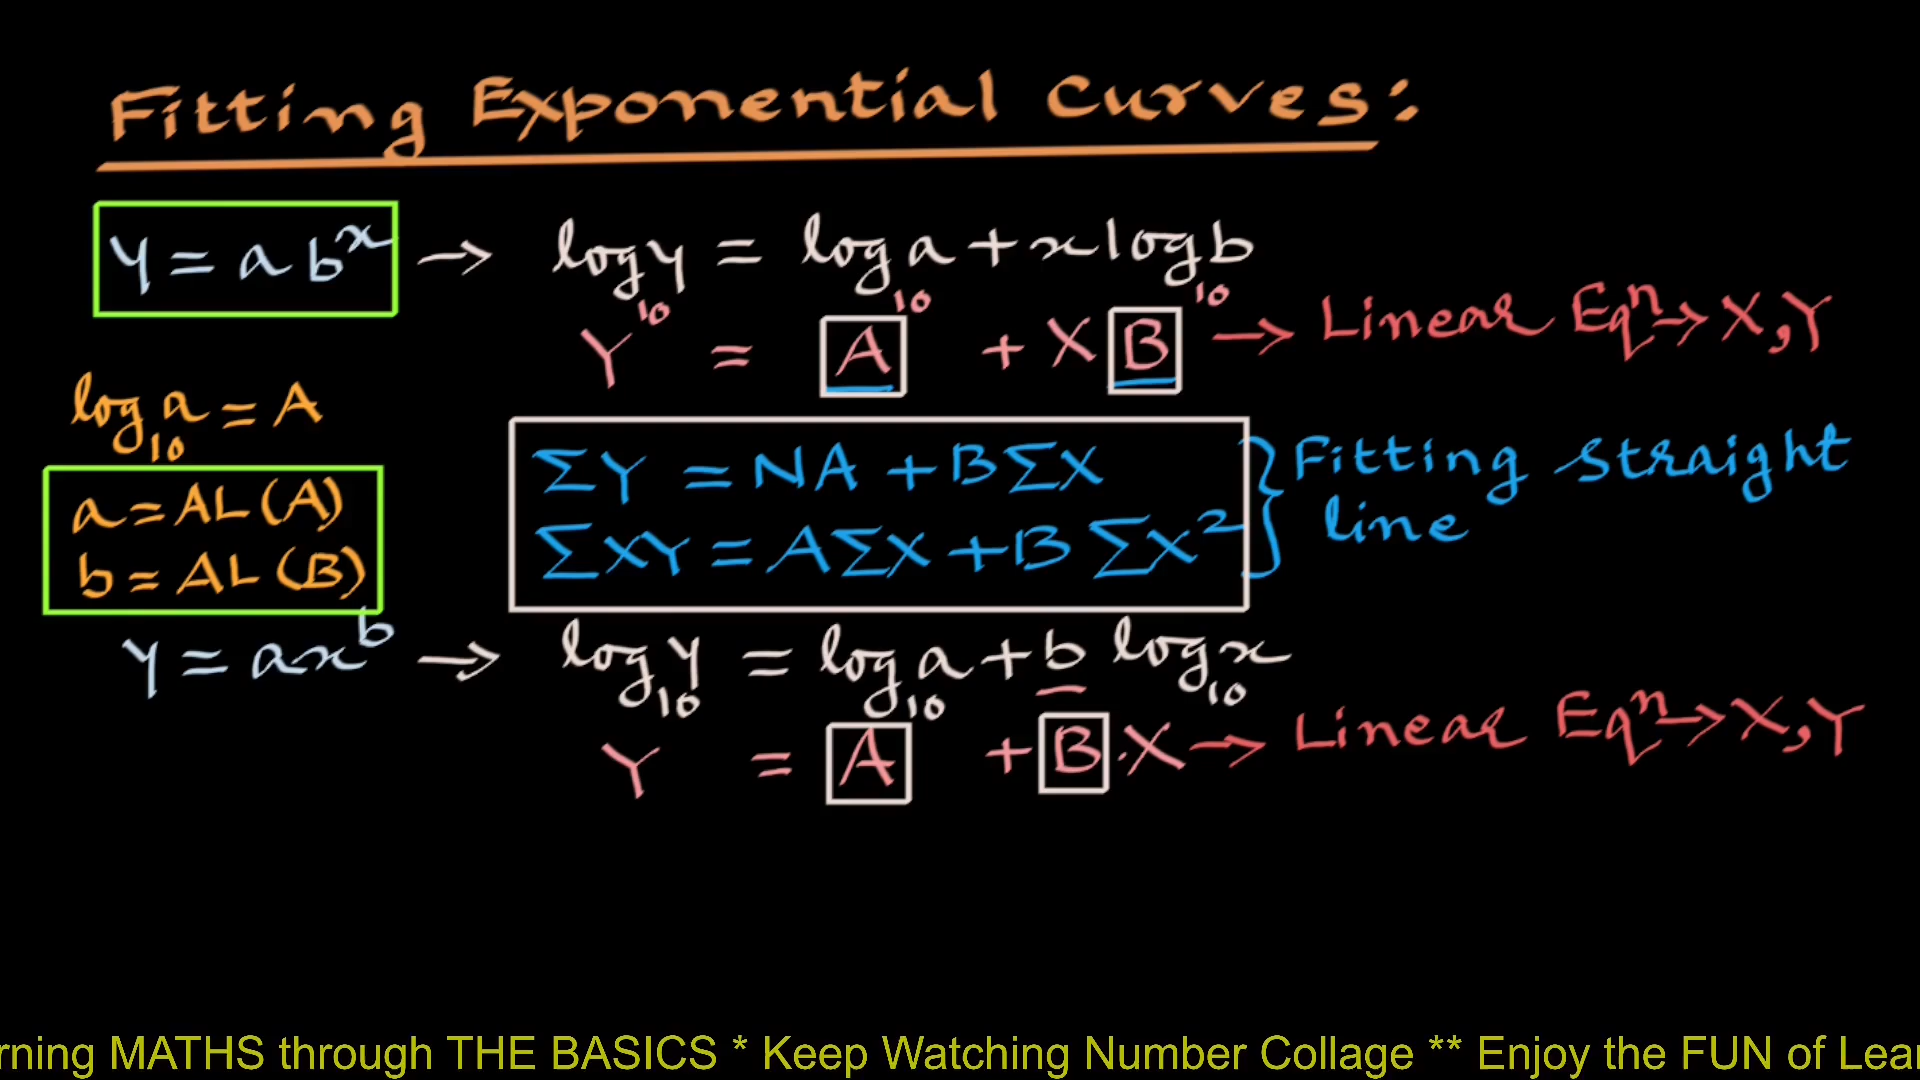 Fitting Exponential Curves:
y = a b^x → log₁₀ y = log₁₀ a + x log₁₀ b
Y = A + X B → Linear Eqⁿ → X, Y
log₁₀ a = A
a = AL (A)
b = AL (B)
ΣY = NA + BΣX
ΣXY = AΣX + B ΣX²
} Fitting straight
line
y = ax^b → log₁₀ y = log₁₀ a + b log₁₀ x
Y = A + B · X → Linear Eqⁿ → X, Y
rning MATHS through THE BASICS * Keep Watching Number Collage ** Enjoy the FUN of Lear